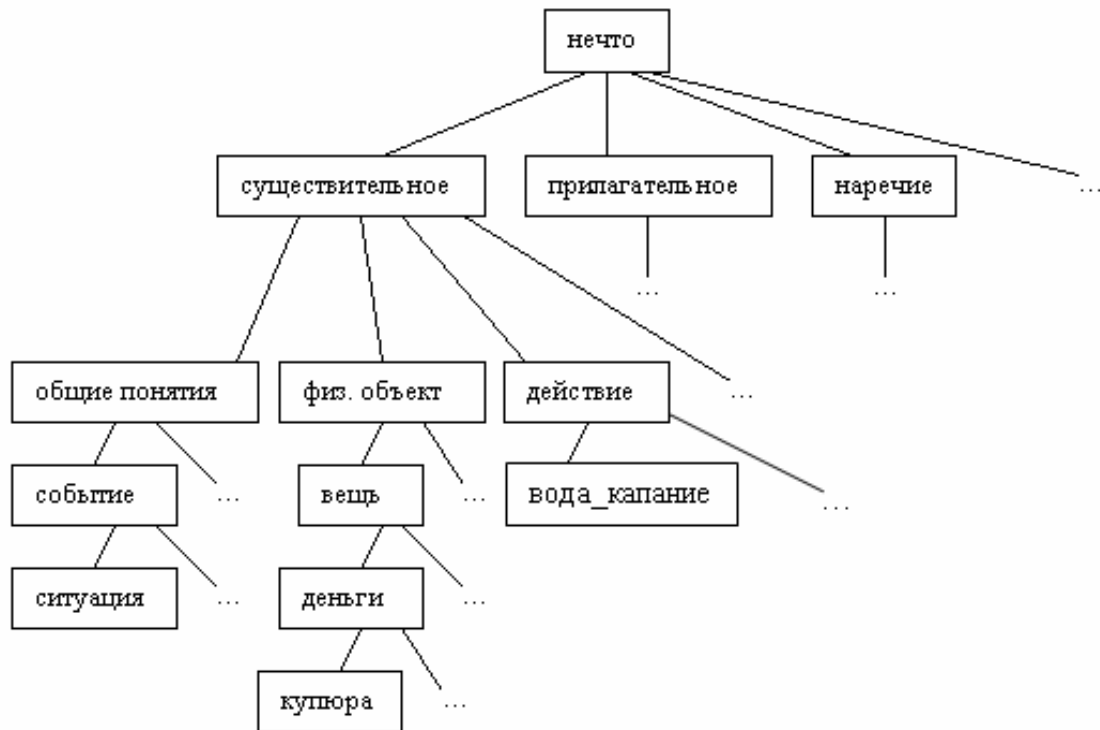 нечто
существительное прилагательное наречие ...
... ...
общие понятия физ. объект действие ...
событие ... вещь ... вода_капание ...
ситуация ... деньги ...
купюра ...